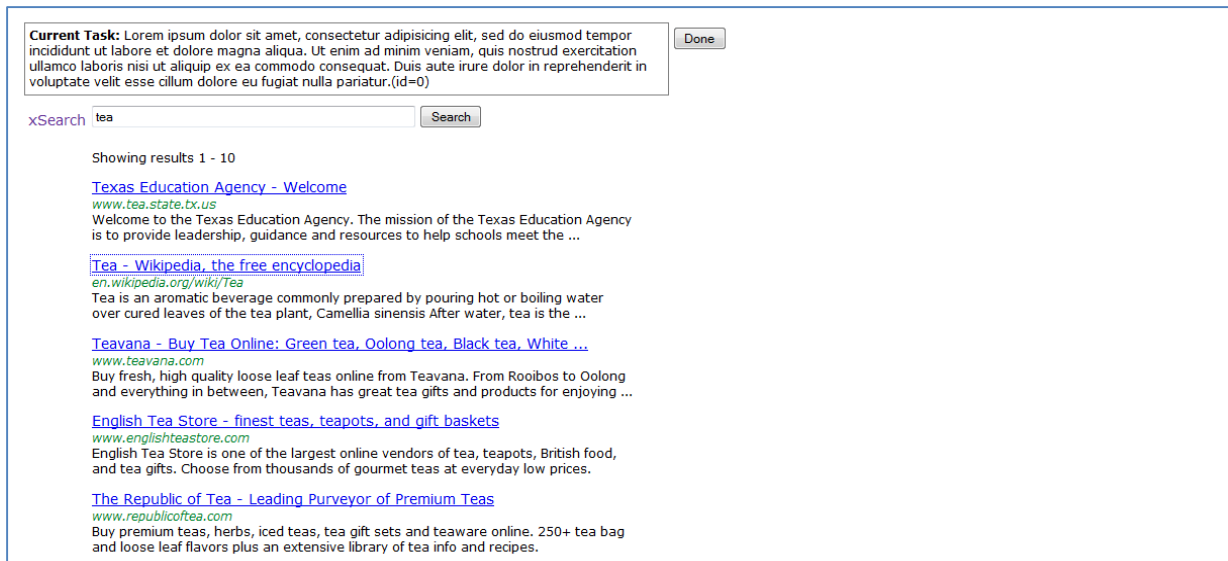 Current Task: Lorem ipsum dolor sit amet, consectetur adipisicing elit, sed do eiusmod tempor
incididunt ut labore et dolore magna aliqua. Ut enim ad minim veniam, quis nostrud exercitation
ullamco laboris nisi ut aliquip ex ea commodo consequat. Duis aute irure dolor in reprehenderit in
voluptate velit esse cillum dolore eu fugiat nulla pariatur.(id=0)
Done
xSearch tea Search
Showing results 1 - 10
Texas Education Agency - Welcome
www.tea.state.tx.us
Welcome to the Texas Education Agency. The mission of the Texas Education Agency
is to provide leadership, guidance and resources to help schools meet the ...
Tea - Wikipedia, the free encyclopedia
en.wikipedia.org/wiki/Tea
Tea is an aromatic beverage commonly prepared by pouring hot or boiling water
over cured leaves of the tea plant, Camellia sinensis After water, tea is the ...
Teavana - Buy Tea Online: Green tea, Oolong tea, Black tea, White ...
www.teavana.com
Buy fresh, high quality loose leaf teas online from Teavana. From Rooibos to Oolong
and everything in between, Teavana has great tea gifts and products for enjoying ...
English Tea Store - finest teas, teapots, and gift baskets
www.englishteastore.com
English Tea Store is one of the largest online vendors of tea, teapots, British food,
and tea gifts. Choose from thousands of gourmet teas at everyday low prices.
The Republic of Tea - Leading Purveyor of Premium Teas
www.republicoftea.com
Buy premium teas, herbs, iced teas, tea gift sets and teaware online. 250+ tea bag
and loose leaf flavors plus an extensive library of tea info and recipes.